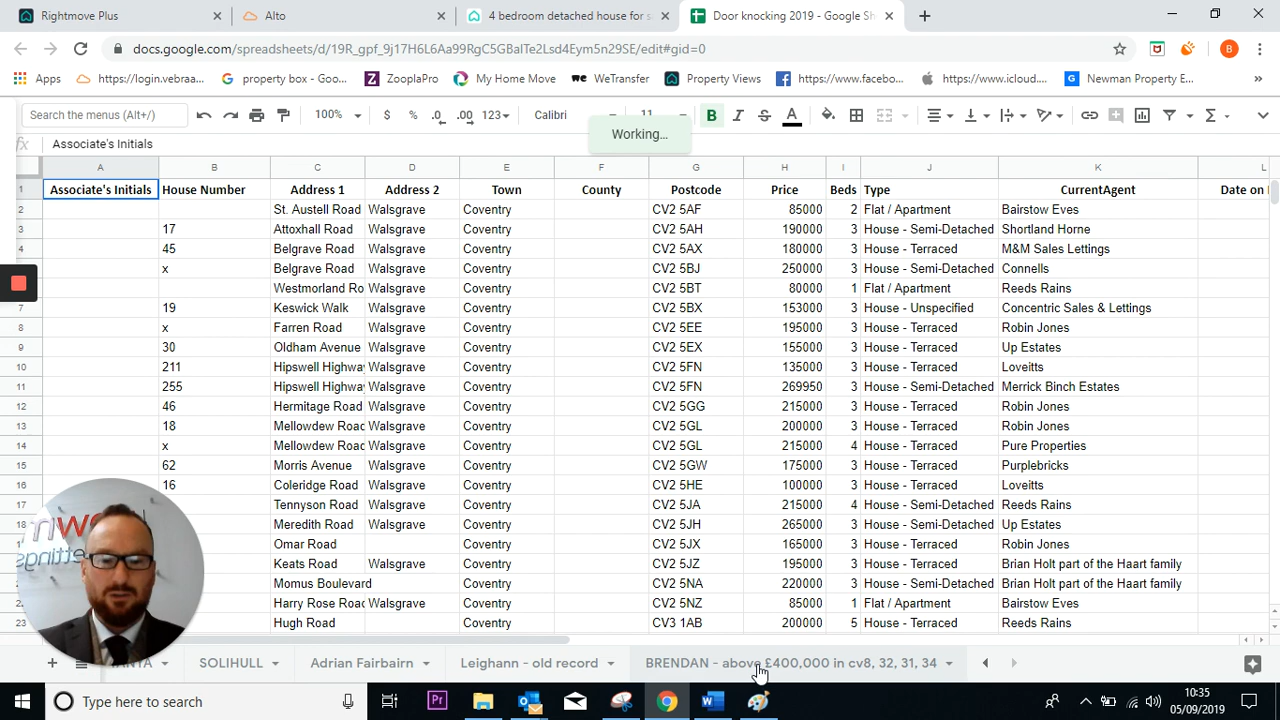 Rightmove Plus
Alto
4 bedroom detached house for s
Door knocking 2019 - Google She
docs.google.com/spreadsheets/d/19R_gpf_9j17H6L6Aa99RgC5GBaITe2Lsd4Eym5n29SE/edit#gid=0
B
Apps https://login.vebraa... property box - Goo... ZooplaPro My Home Move WeTransfer Property Views https://www.facebo... https://www.icloud.... Newman Property E... »
Search the menus (Alt+/) 100% $ % .0 .00 123 Calibri 11 B I S A Σ
Working...
fx Associate's Initials
A B C D E F G H I J K L
1 Associate's Initials House Number Address 1 Address 2 Town County Postcode Price Beds Type CurrentAgent Date on
2 St. Austell Road Walsgrave Coventry CV2 5AF 85000 2 Flat / Apartment Bairstow Eves
3 17 Attoxhall Road Walsgrave Coventry CV2 5AH 190000 3 House - Semi-Detached Shortland Horne
4 45 Belgrave Road Walsgrave Coventry CV2 5AX 180000 3 House - Terraced M&M Sales Lettings
x Belgrave Road Walsgrave Coventry CV2 5BJ 250000 3 House - Semi-Detached Connells
Westmorland Ro Walsgrave Coventry CV2 5BT 80000 1 Flat / Apartment Reeds Rains
7 19 Keswick Walk Walsgrave Coventry CV2 5BX 153000 3 House - Unspecified Concentric Sales & Lettings
8 x Farren Road Walsgrave Coventry CV2 5EE 195000 3 House - Terraced Robin Jones
9 30 Oldham Avenue Walsgrave Coventry CV2 5EX 155000 3 House - Terraced Up Estates
10 211 Hipswell Highway Walsgrave Coventry CV2 5FN 135000 3 House - Terraced Loveitts
11 255 Hipswell Highway Walsgrave Coventry CV2 5FN 269950 3 House - Semi-Detached Merrick Binch Estates
12 46 Hermitage Road Walsgrave Coventry CV2 5GG 215000 3 House - Terraced Robin Jones
13 18 Mellowdew Road Walsgrave Coventry CV2 5GL 200000 3 House - Terraced Robin Jones
14 x Mellowdew Road Walsgrave Coventry CV2 5GL 215000 4 House - Terraced Pure Properties
15 62 Morris Avenue Walsgrave Coventry CV2 5GW 175000 3 House - Terraced Purplebricks
16 16 Coleridge Road Walsgrave Coventry CV2 5HE 100000 3 House - Terraced Loveitts
17 Tennyson Road Walsgrave Coventry CV2 5JA 215000 4 House - Semi-Detached Reeds Rains
18 Meredith Road Walsgrave Coventry CV2 5JH 265000 3 House - Semi-Detached Up Estates
Omar Road Coventry CV2 5JX 165000 3 House - Terraced Robin Jones
Keats Road Walsgrave Coventry CV2 5JZ 195000 3 House - Terraced Brian Holt part of the Haart family
Momus Boulevard Coventry CV2 5NA 220000 3 House - Semi-Detached Brian Holt part of the Haart family
Harry Rose Road Walsgrave Coventry CV2 5NZ 85000 1 Flat / Apartment Bairstow Eves
23 Hugh Road Coventry CV3 1AB 200000 5 House - Terraced Reeds Rains
SOLIHULL Adrian Fairbairn Leighann - old record BRENDAN - above £400,000 in cv8, 32, 31, 34
Type here to search
Pr
10:35
05/09/2019